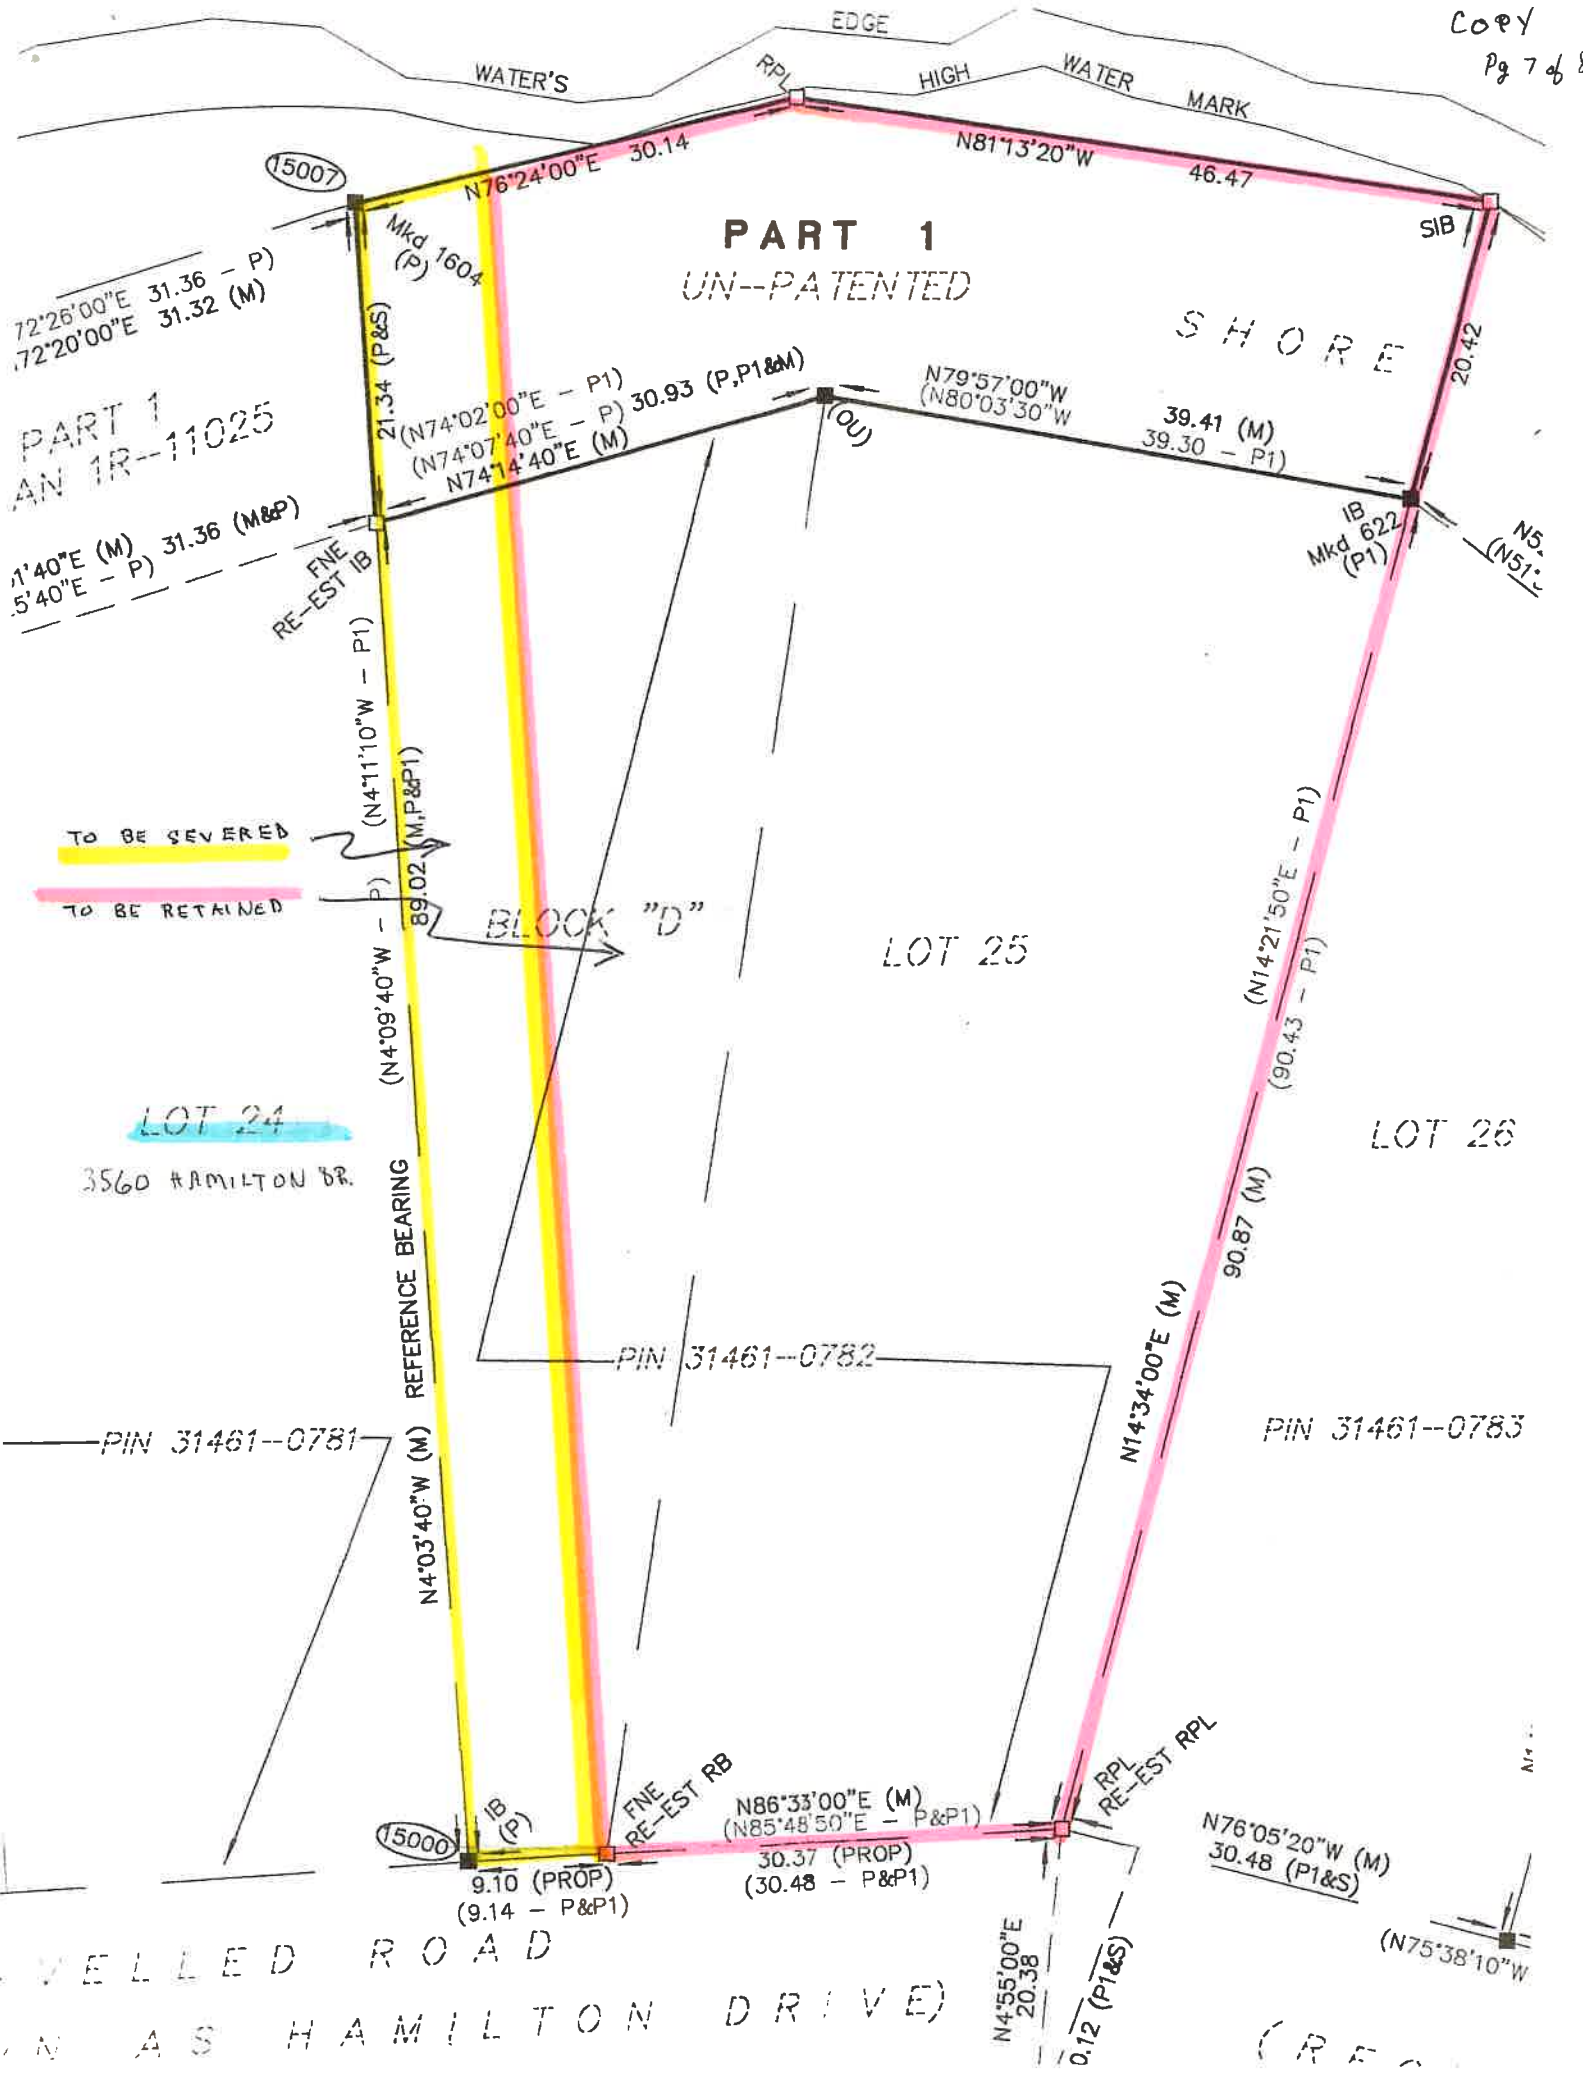 COPY
Pg 7 of 8
EDGE
WATER'S
RPL
HIGH
WATER
MARK
15007
N76°24'00"E 30.14
N81°13'20"W
46.47
Mkd 1604
(P)
PART 1
UN--PATENTED
SIB
72°26'00"E 31.36 - P)
72°20'00"E 31.32 (M)
SHORE
21.34 (P&S)
20.42
PART 1
AN 1R--11025
(N74°02'00"E - P1)
(N74°07'40"E - P) 30.93 (P,P1&M)
N74°14'40"E (M)
(OU)
N79°57'00"W
(N80°03'30"W
39.41 (M)
39.30 - P1)
1'40"E (M)
5'40"E - P) 31.36 (M&P)
FNE
RE-EST IB
IB
Mkd 622
(P1)
(N4°11'10"W - P1)
89.02 (M,P&P1)
(N4°09'40"W - P)
TO BE SEVERED
TO BE RETAINED
BLOCK "D"
LOT 25
(N14°21'50"E - P1)
(90.43 - P1)
LOT 24
3560 HAMILTON DR.
LOT 26
REFERENCE BEARING
90.87 (M)
N14°34'00"E (M)
PIN 31461--0782
PIN 31461--0781
PIN 31461--0783
N4°03'40"W (M)
15000
IB
(P)
FNE
RE-EST RB
N86°33'00"E (M)
(N85°48'50"E - P&P1)
30.37 (PROP)
(30.48 - P&P1)
RPL
RE-EST RPL
9.10 (PROP)
(9.14 - P&P1)
N76°05'20"W (M)
30.48 (P1&S)
(N75°38'10"W
VELLED ROAD
N AS HAMILTON DRIVE)
N4°55'00"E
20.38
0.12 (P1&S)